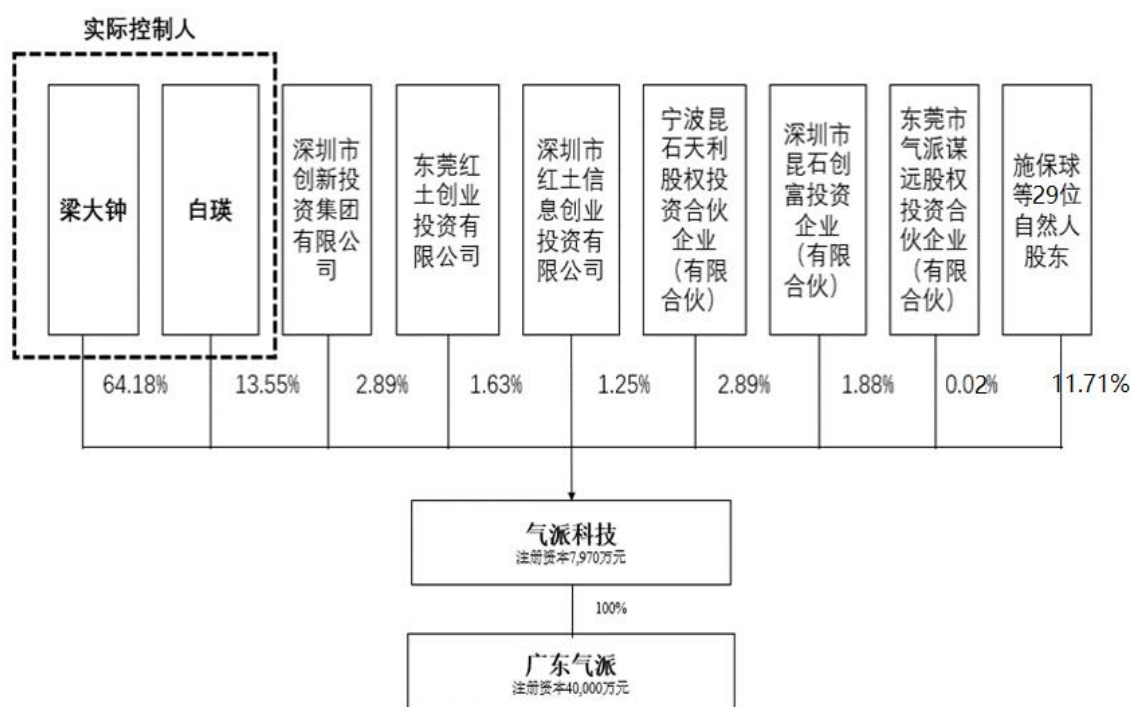 实际控制人
梁大钟
白瑛
深圳市
创新投
资集团
有限公
司
东莞红
土创业
投资有
限公司
深圳市
红土信
息创业
投资有
限公司
宁波昆
石天利
股权投
资合伙
企业
（有限
合伙）
深圳市
昆石创
富投资
企业
（有限
合伙）
东莞市
气派谋
远股权
投资合
伙企业
（有限
合伙）
施保球
等29位
自然人
股东
64.18%
13.55%
2.89%
1.63%
1.25%
2.89%
1.88%
0.02%
11.71%
气派科技
注册资本7,970万元
100%
广东气派
注册资本40,000万元